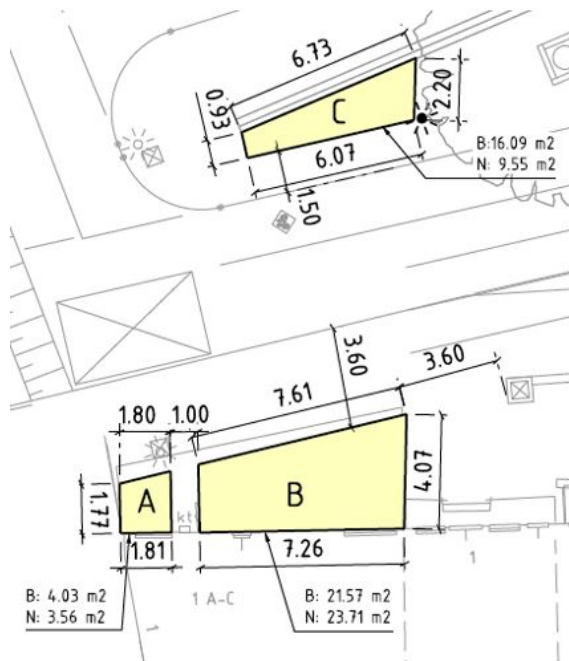 6.73
0.93
C
2.20
6.07
1.50
B:16.09 m2
N: 9.55 m2
3.60
3.60
7.61
1.80
1.00
4.07
A
B
1.77
kt
1.81
7.26
1
B: 4.03 m2
N: 3.56 m2
1 A-C
B: 21.57 m2
N: 23.71 m2
1